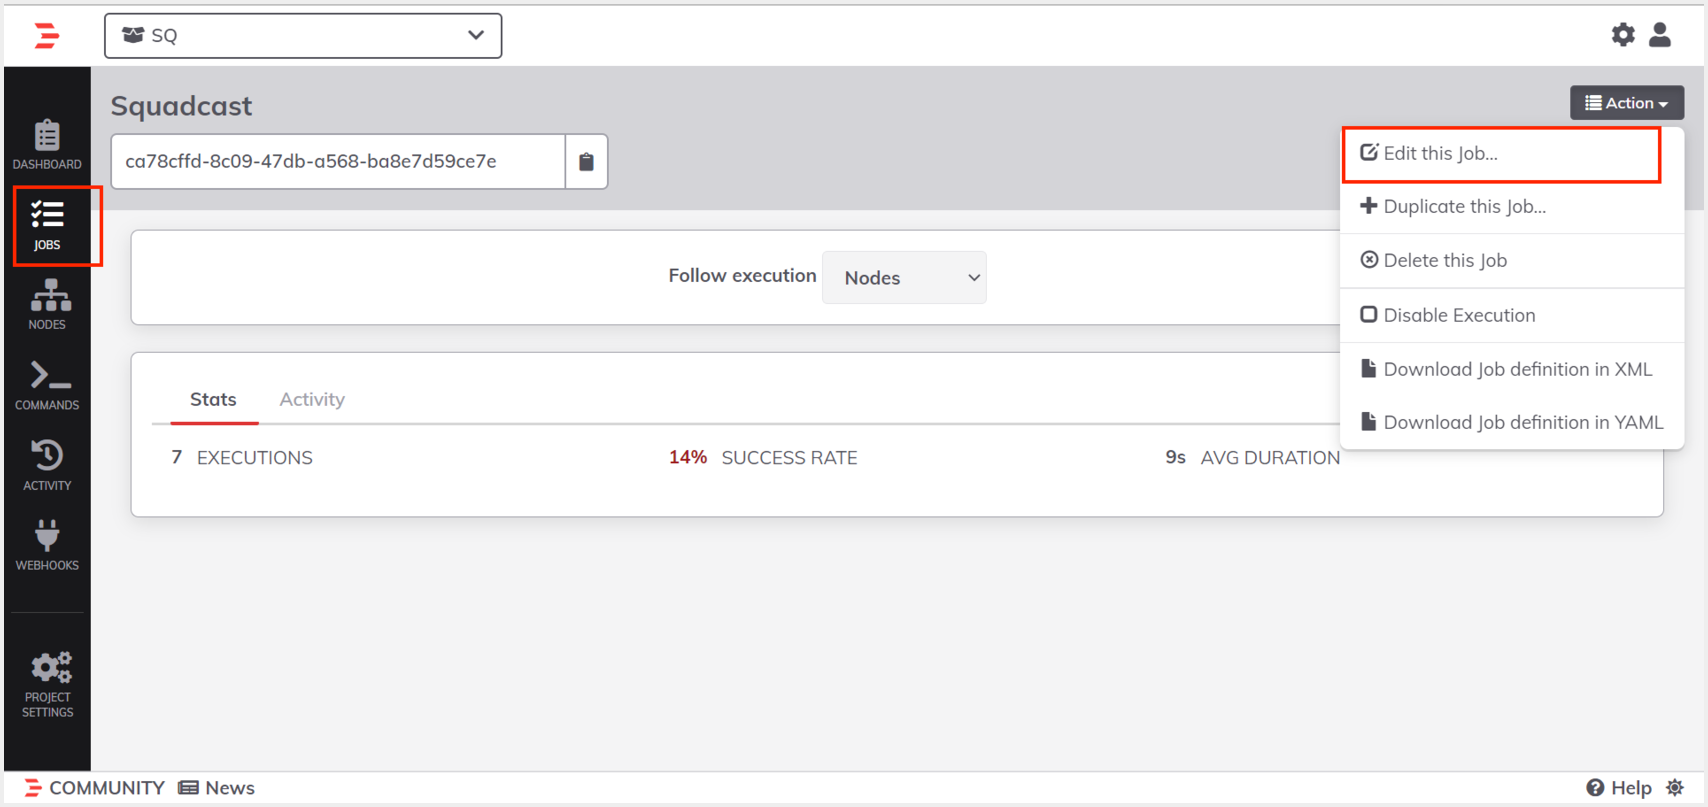 SQ
Squadcast
Action
ca78cffd-8c09-47db-a568-ba8e7d59ce7e
Edit this Job...
Duplicate this Job...
Delete this Job
Disable Execution
Download Job definition in XML
Download Job definition in YAML
DASHBOARD
JOBS
NODES
COMMANDS
ACTIVITY
WEBHOOKS
PROJECT
SETTINGS
Follow execution Nodes
Stats Activity
7 EXECUTIONS 14% SUCCESS RATE 9s AVG DURATION
COMMUNITY News Help